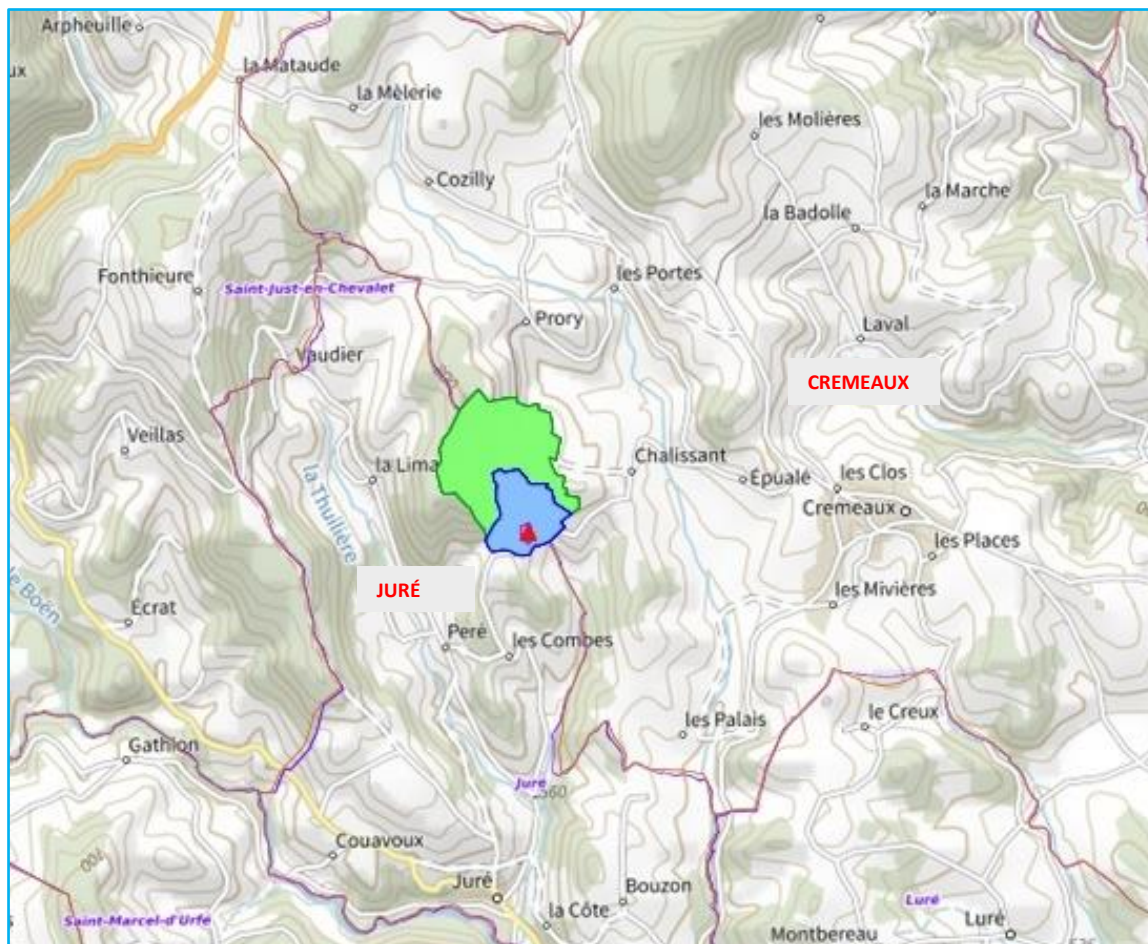 Arpheuille
la Mataude
la Mèlerie
les Molières
Cozilly
la Marche
la Badolle
Fonthieure
Saint-Just-en-Chevalet
les Portes
Prory
Laval
Vaudier
CREMEAUX
Veillas
la Lima
Chalissant
Épualé
les Clos
Cremeaux
la Thuilière
les Places
JURÉ
les Mivières
de Boën
Écrat
Peré
les Combes
les Palais
le Creux
Gathion
Juré
560
Couavoux
700
Juré
Bouzon
la Côte
Saint-Marcel-d'Urfé
Luré
Luré
Montbereau